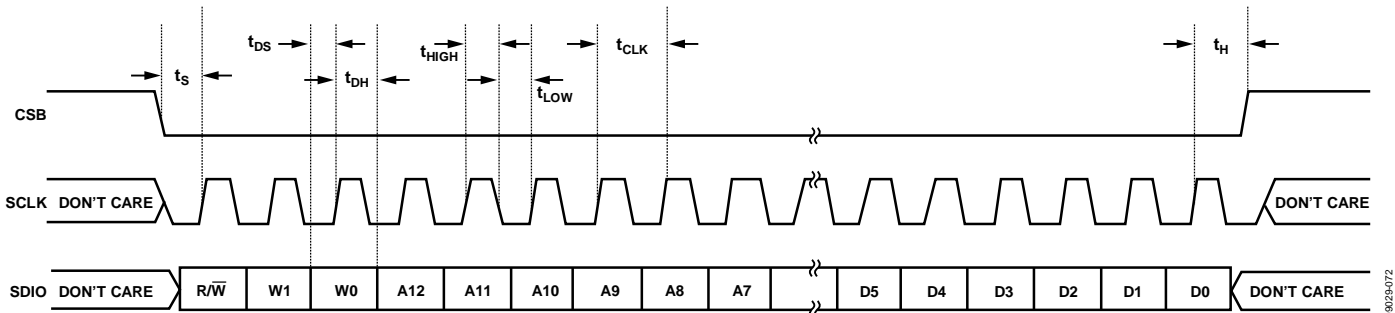 tDS
tHIGH
tCLK
tH
tS
tDH
tLOW
CSB
SCLK DON'T CARE
DON'T CARE
SDIO DON'T CARE R/W̅ W1 W0 A12 A11 A10 A9 A8 A7 D5 D4 D3 D2 D1 D0 DON'T CARE
9029-072